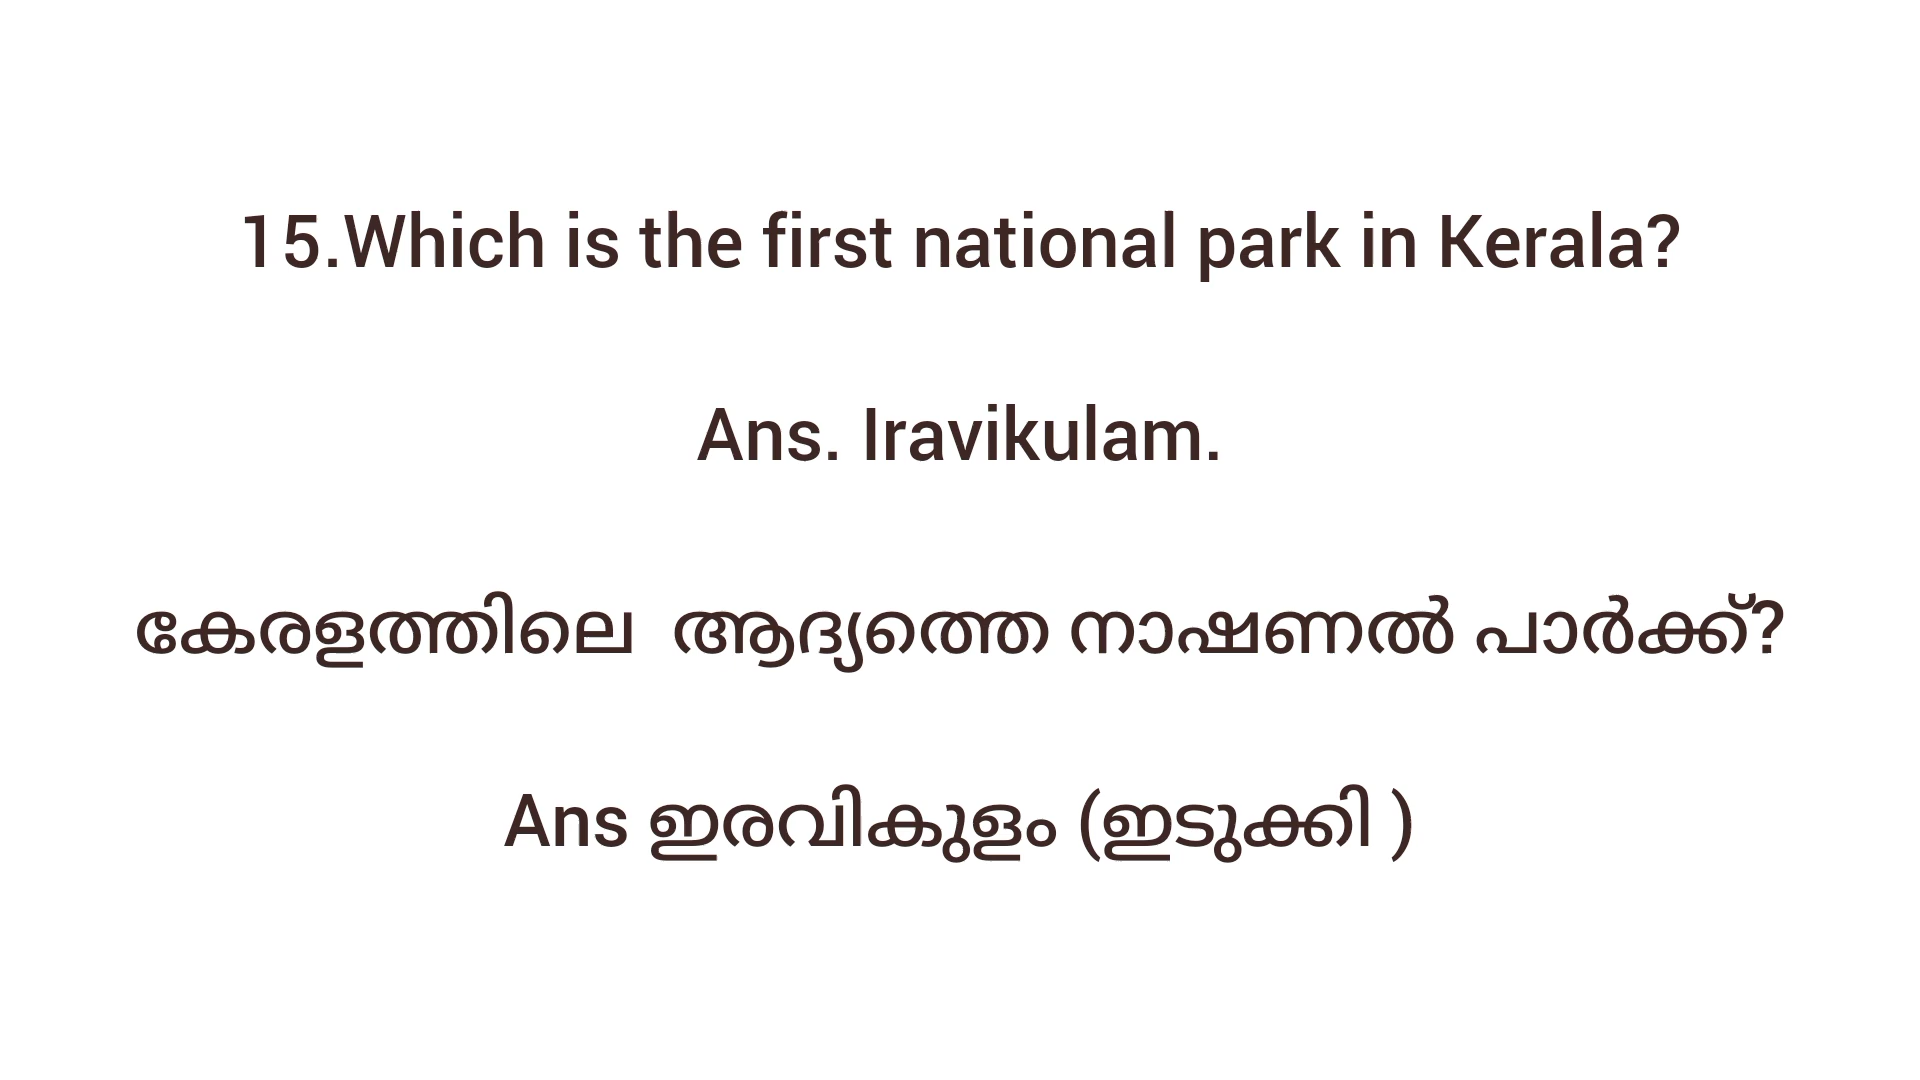 15.Which is the first national park in Kerala?
Ans. Iravikulam.
കേരളത്തിലെ  ആദ്യത്തെ നാഷണൽ പാർക്ക്?
Ans ഇരവികുളം (ഇടുക്കി )